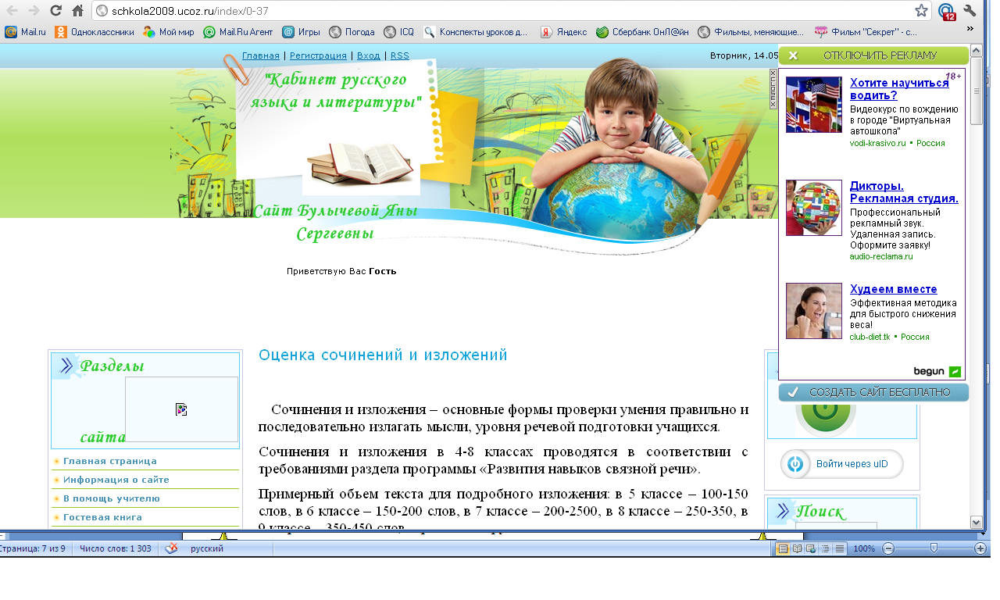 schkola2009.ucoz.ru/index/0-37
12
Mail.ru Одноклассники Мой мир Mail.Ru Агент Игры Погода ICQ Конспекты уроков д... Яндекс Сбербанк ОнЛ@йн Фильмы, меняющие... Фильм "Секрет" - с... »
Главная | Регистрация | Вход | RSS
Вторник, 14.05
"Кабинет русского
языка и литературы"
Сайт Булычевой Яны
Сергеевны
Приветствую Вас Гость
ОТКЛЮЧИТЬ РЕКЛАМУ
18+
Хотите научиться
водить?
Видеокурс по вождению
в городе "Виртуальная
автошкола"
vodi-krasivo.ru • Россия
Дикторы.
Рекламная студия.
Профессиональный
рекламный звук.
Удаленная запись.
Оформите заявку!
audio-reclama.ru
Худеем вместе
Эффективная методика
для быстрого снижения
веса!
club-diet.tk • Россия
begun
СОЗДАТЬ САЙТ БЕСПЛАТНО
Разделы
сайта
Главная страница
Информация о сайте
В помощь учителю
Гостевая книга
Оценка сочинений и изложений
Сочинения и изложения – основные формы проверки умения правильно и
последовательно излагать мысли, уровня речевой подготовки учащихся.
Сочинения и изложения в 4-8 классах проводятся в соответствии с
требованиями раздела программы «Развития навыков связной речи».
Примерный объем текста для подробного изложения: в 5 классе – 100-150
слов, в 6 классе – 150-200 слов, в 7 классе – 200-2500, в 8 классе – 250-350, в
9 классе – 350-450 слов.
Войти через uID
Поиск
Страница: 7 из 9
Число слов: 1 303
русский
100%